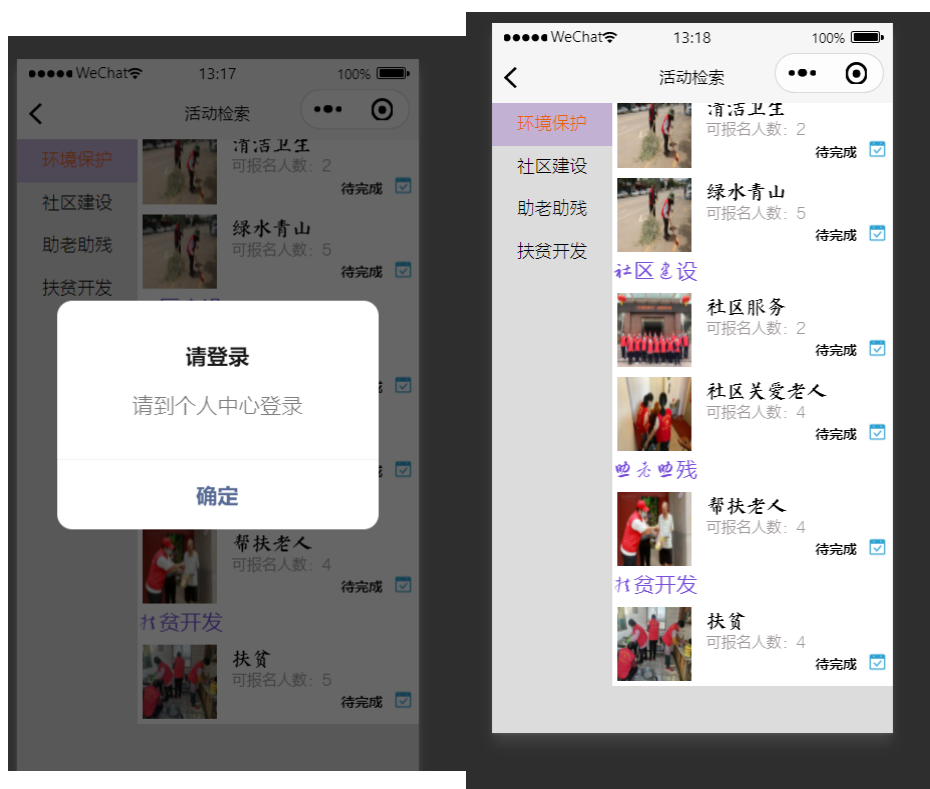 WeChat 13:17 100%
活动检索
环境保护
社区建设
助老助残
扶贫开发
清洁卫生
可报名人数：2
待完成
绿水青山
可报名人数：5
待完成
请登录
请到个人中心登录
确定
帮扶老人
可报名人数：4
待完成
扶贫开发
扶贫
可报名人数：5
待完成
WeChat 13:18 100%
活动检索
环境保护
社区建设
助老助残
扶贫开发
清洁卫生
可报名人数：2
待完成
绿水青山
可报名人数：5
待完成
社区建设
社区服务
可报名人数：2
待完成
社区关爱老人
可报名人数：4
待完成
助老助残
帮扶老人
可报名人数：4
待完成
扶贫开发
扶贫
可报名人数：4
待完成